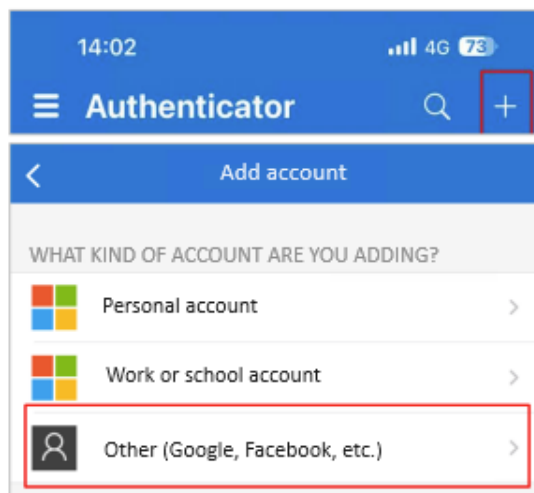 14:02 4G 73
Authenticator
Add account
WHAT KIND OF ACCOUNT ARE YOU ADDING?
Personal account
Work or school account
Other (Google, Facebook, etc.)